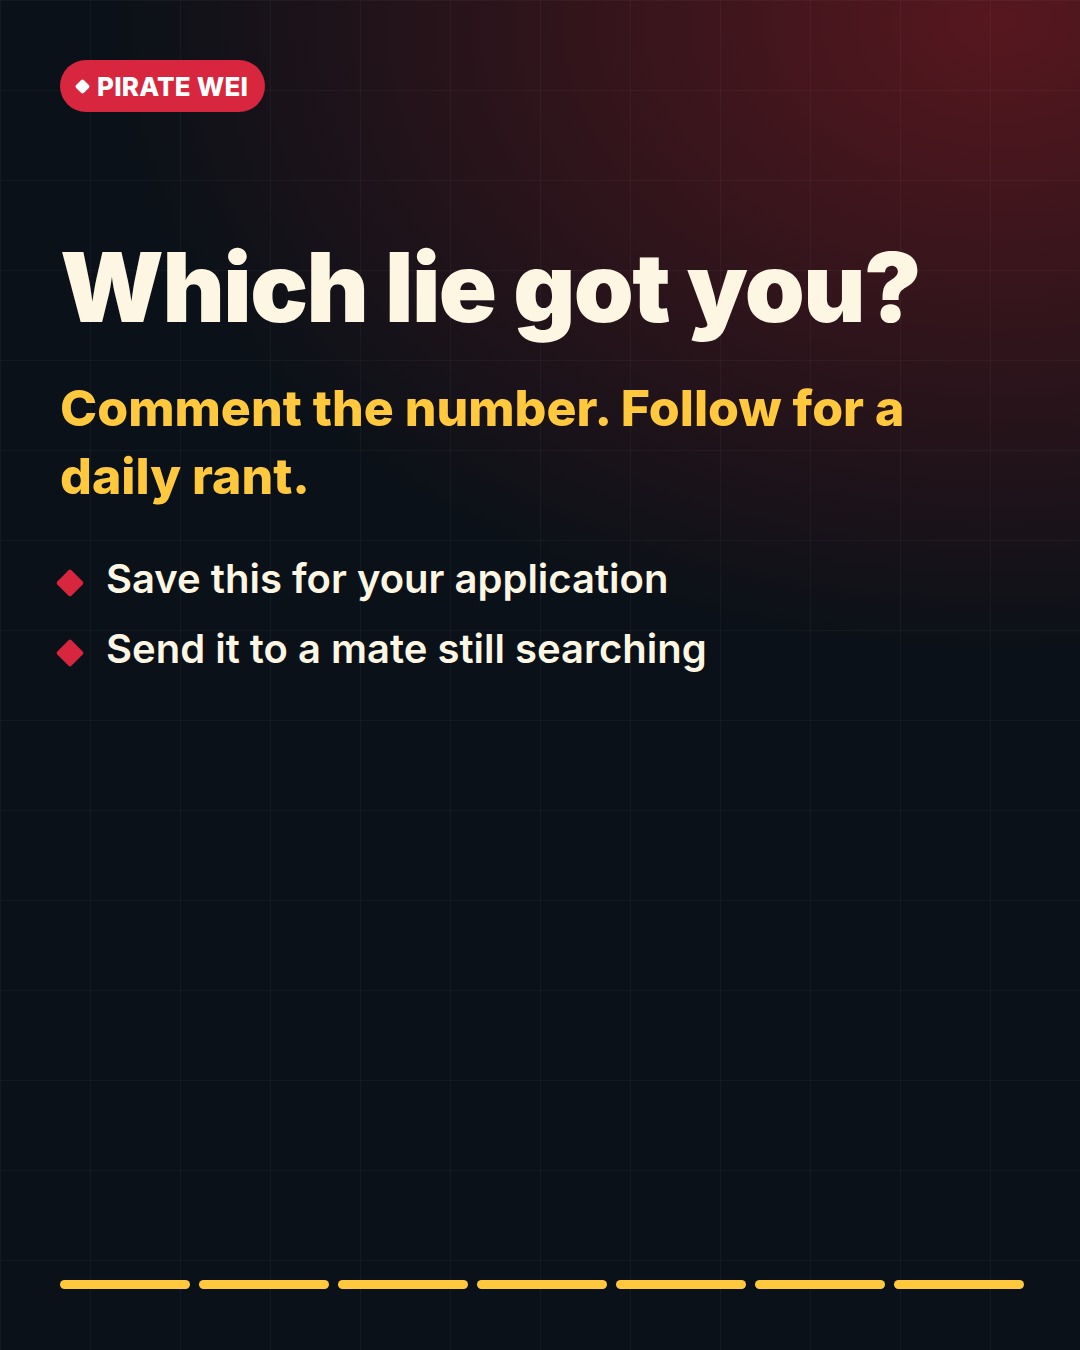 PIRATE WEI
Which lie got you?
Comment the number. Follow for a
daily rant.
Save this for your application
Send it to a mate still searching